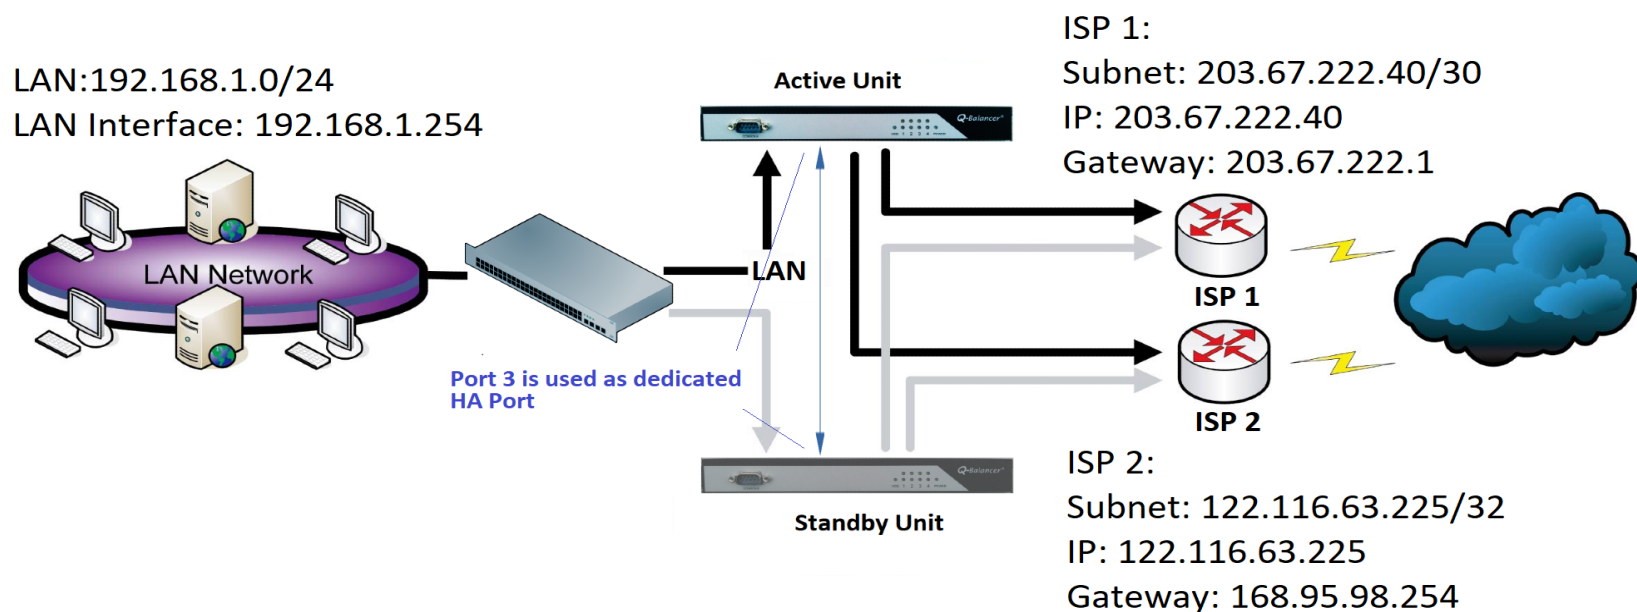 LAN:192.168.1.0/24
LAN Interface: 192.168.1.254
LAN Network
LAN
Port 3 is used as dedicated
HA Port
Active Unit
Q-Balancer
Q-Balancer
Standby Unit
ISP 1:
Subnet: 203.67.222.40/30
IP: 203.67.222.40
Gateway: 203.67.222.1
ISP 1
ISP 2
ISP 2:
Subnet: 122.116.63.225/32
IP: 122.116.63.225
Gateway: 168.95.98.254